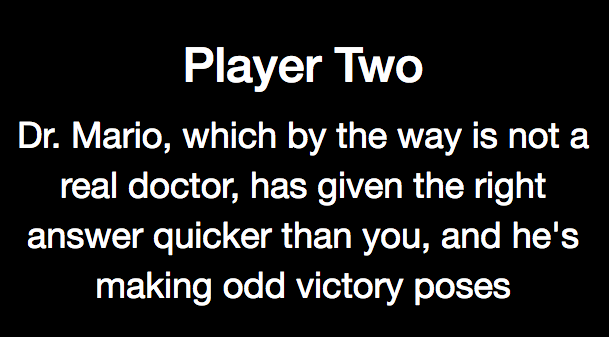 Player Two
Dr. Mario, which by the way is not a
real doctor, has given the right
answer quicker than you, and he's
making odd victory poses